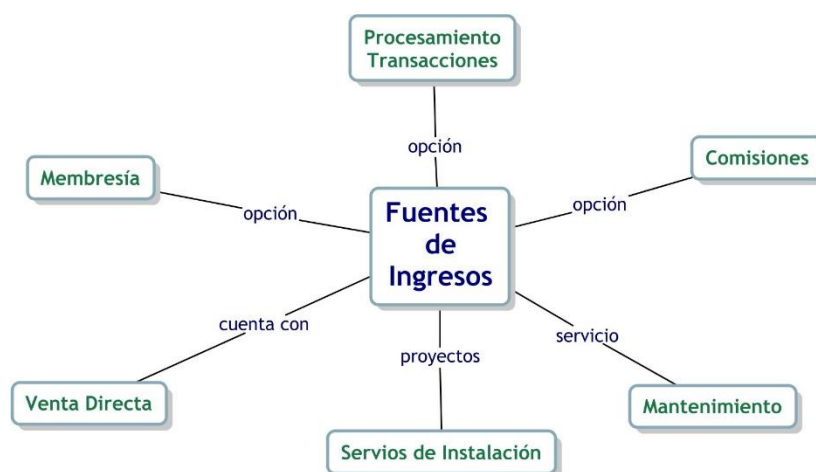 Procesamiento
Transacciones
opción
Comisiones
Membresía
opción
opción
Fuentes
de
Ingresos
cuenta con
proyectos
servicio
Venta Directa
Mantenimiento
Servios de Instalación